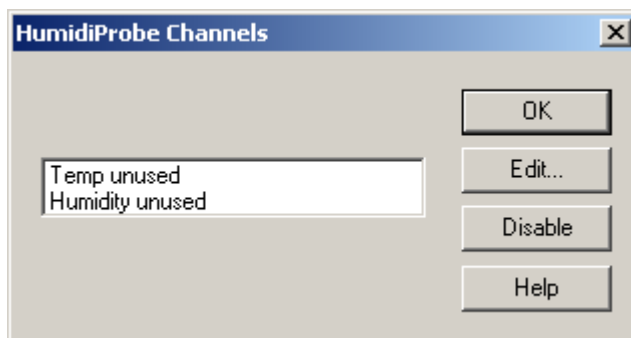 HumidiProbe Channels
OK
Temp unused
Edit...
Humidity unused
Disable
Help